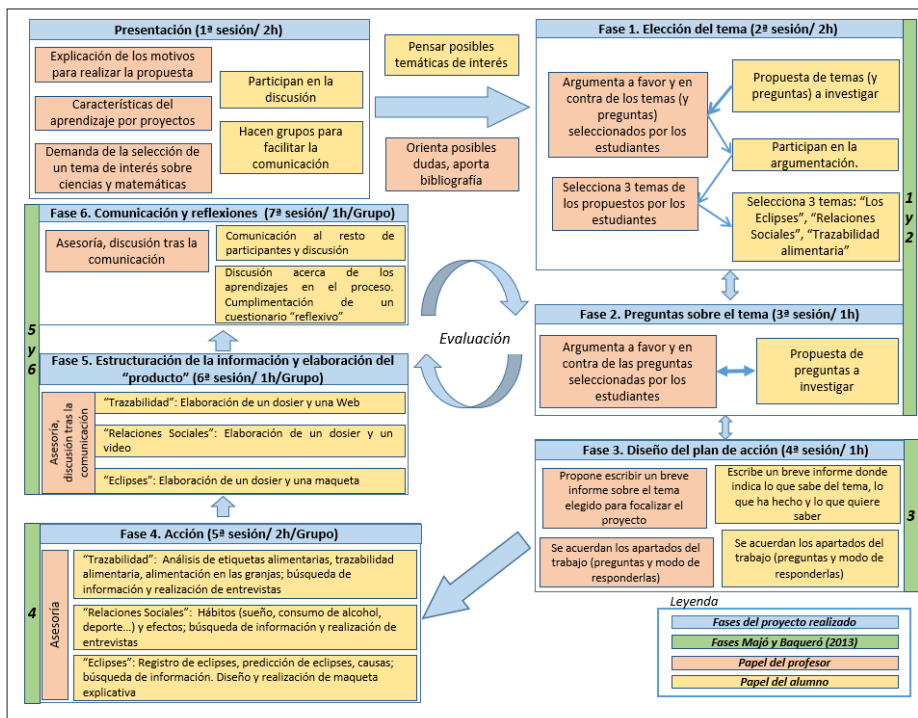 Presentación (1ª sesión/ 2h)
Explicación de los motivos
para realizar la propuesta
Características del
aprendizaje por proyectos
Demanda de la selección de
un tema de interés sobre
ciencias y matemáticas
Participan en la
discusión
Hacen grupos para
facilitar la
comunicación
Pensar posibles
temáticas de interés
Orienta posibles
dudas, aporta
bibliografía
Fase 1. Elección del tema (2ª sesión/ 2h)
Argumenta a favor y en
contra de los temas (y
preguntas)
seleccionados por los
estudiantes
Propuesta de temas (y
preguntas) a investigar
Participan en la
argumentación.
Selecciona 3 temas de
los propuestos por los
estudiantes
Selecciona 3 temas: “Los
Eclipses”, “Relaciones
Sociales”, “Trazabilidad
alimentaria”
1
y
2
Fase 2. Preguntas sobre el tema (3ª sesión/ 1h)
Argumenta a favor y en
contra de las preguntas
seleccionadas por los
estudiantes
Propuesta de
preguntas a
investigar
Fase 3. Diseño del plan de acción (4ª sesión/ 1h)
Propone escribir un breve
informe sobre el tema
elegido para focalizar el
proyecto
Escribe un breve informe donde
indica lo que sabe del tema, lo
que ha hecho y lo que quiere
saber
Se acuerdan los apartados del
trabajo (preguntas y modo de
responderlas)
Se acuerdan los apartados del
trabajo (preguntas y modo de
responderlas)
3
Fase 4. Acción (5ª sesión/ 2h/Grupo)
Asesoría
“Trazabilidad”: Análisis de etiquetas alimentarias, trazabilidad
alimentaria, alimentación en las granjas; búsqueda de
información y realización de entrevistas
“Relaciones Sociales”: Hábitos (sueño, consumo de alcohol,
deporte...) y efectos; búsqueda de información y realización de
entrevistas
“Eclipses”: Registro de eclipses, predicción de eclipses, causas;
búsqueda de información. Diseño y realización de maqueta
explicativa
4
Fase 5. Estructuración de la información y elaboración del
“producto” (6ª sesión/ 1h/Grupo)
Asesoría,
discusión tras la
comunicación
“Trazabilidad”: Elaboración de un dosier y una Web
“Relaciones Sociales”: Elaboración de un dosier y un
video
“Eclipses”: Elaboración de un dosier y una maqueta
Fase 6. Comunicación y reflexiones (7ª sesión/ 1h/Grupo)
Asesoría, discusión tras la
comunicación
Comunicación al resto de
participantes y discusión
Discusión acerca de los
aprendizajes en el proceso.
Cumplimentación de un
cuestionario “reflexivo”
5
y
6
Evaluación
Leyenda
Fases del proyecto realizado
Fases Majó y Baqueró (2013)
Papel del profesor
Papel del alumno